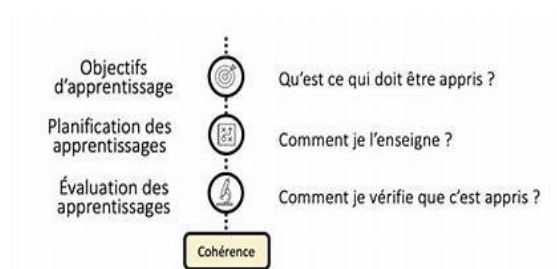 Objectifs
d'apprentissage
Qu'est ce qui doit être appris ?
Planification des
apprentissages
Comment je l'enseigne ?
Évaluation des
apprentissages
Comment je vérifie que c'est appris ?
Cohérence